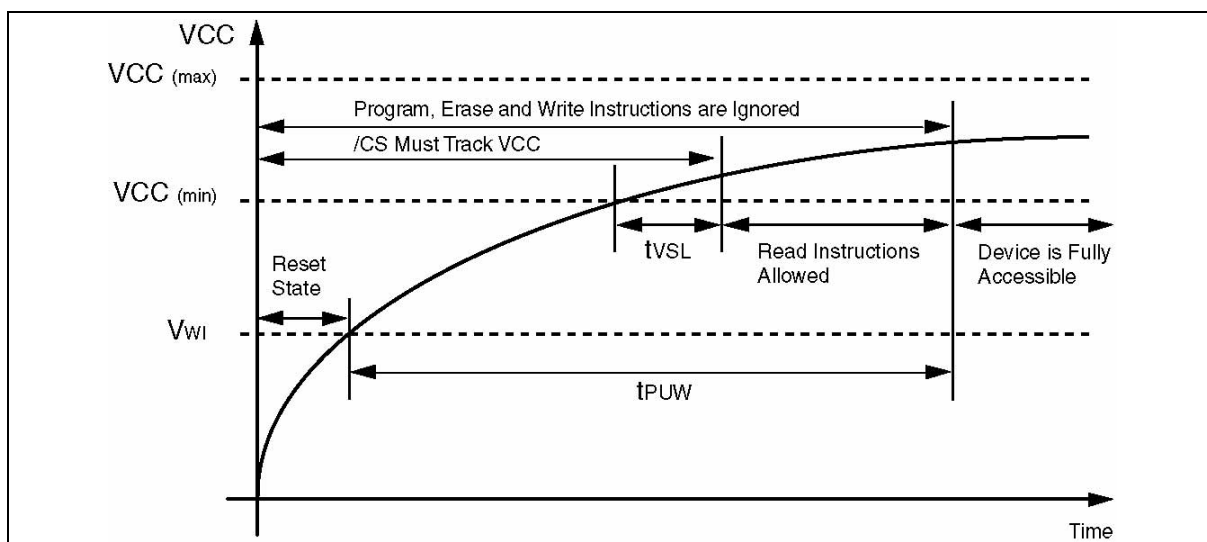 VCC
VCC (max)
Program, Erase and Write Instructions are Ignored
/CS Must Track VCC
VCC (min)
tVSL
Read Instructions
Allowed
Device is Fully
Accessible
Reset
State
VWI
tPUW
Time